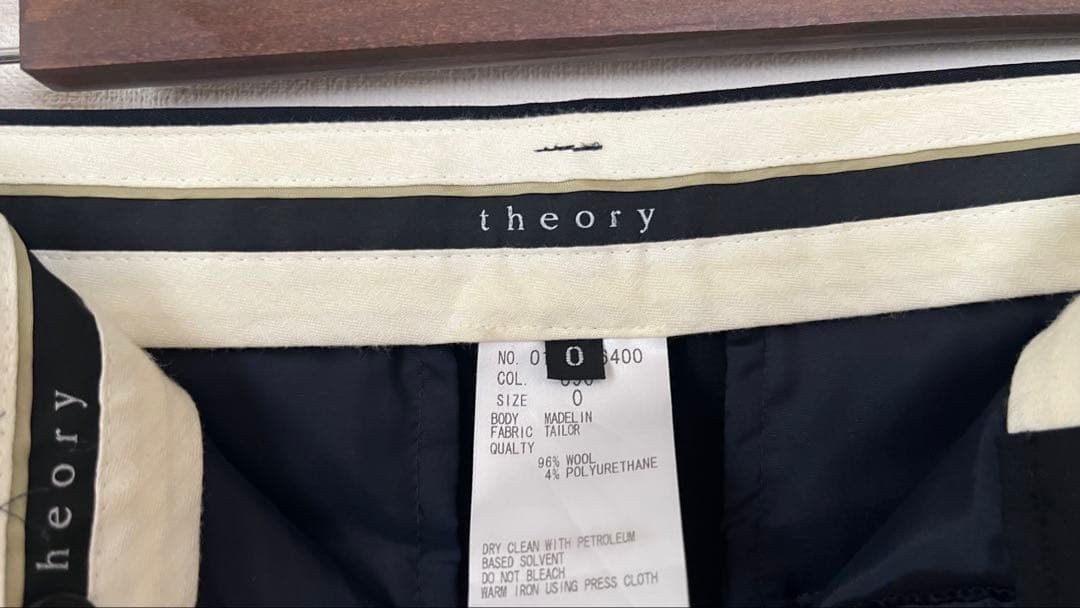 theory
theory
0
NO. 0 6400
COL.
SIZE 0
BODY MADELIN
FABRIC TAILOR
QUALTY
96% WOOL
4% POLYURETHANE
DRY CLEAN WITH PETROLEUM
BASED SOLVENT
DO NOT BLEACH
WARM IRON USING PRESS CLOTH